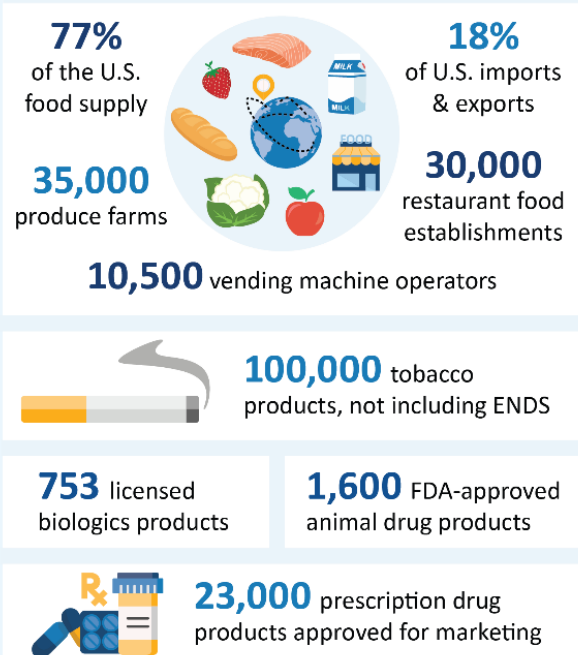 77%
of the U.S.
food supply
18%
of U.S. imports
& exports
MILK
MILK
FOOD
35,000
produce farms
30,000
restaurant food
establishments
10,500 vending machine operators
100,000 tobacco
products, not including ENDS
753 licensed
biologics products
1,600 FDA-approved
animal drug products
Rx
23,000 prescription drug
products approved for marketing